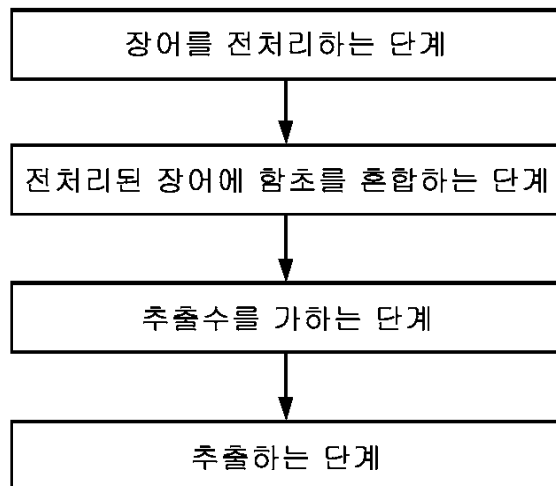 장어를 전처리하는 단계
전처리된 장어에 함초를 혼합하는 단계
추출수를 가하는 단계
추출하는 단계